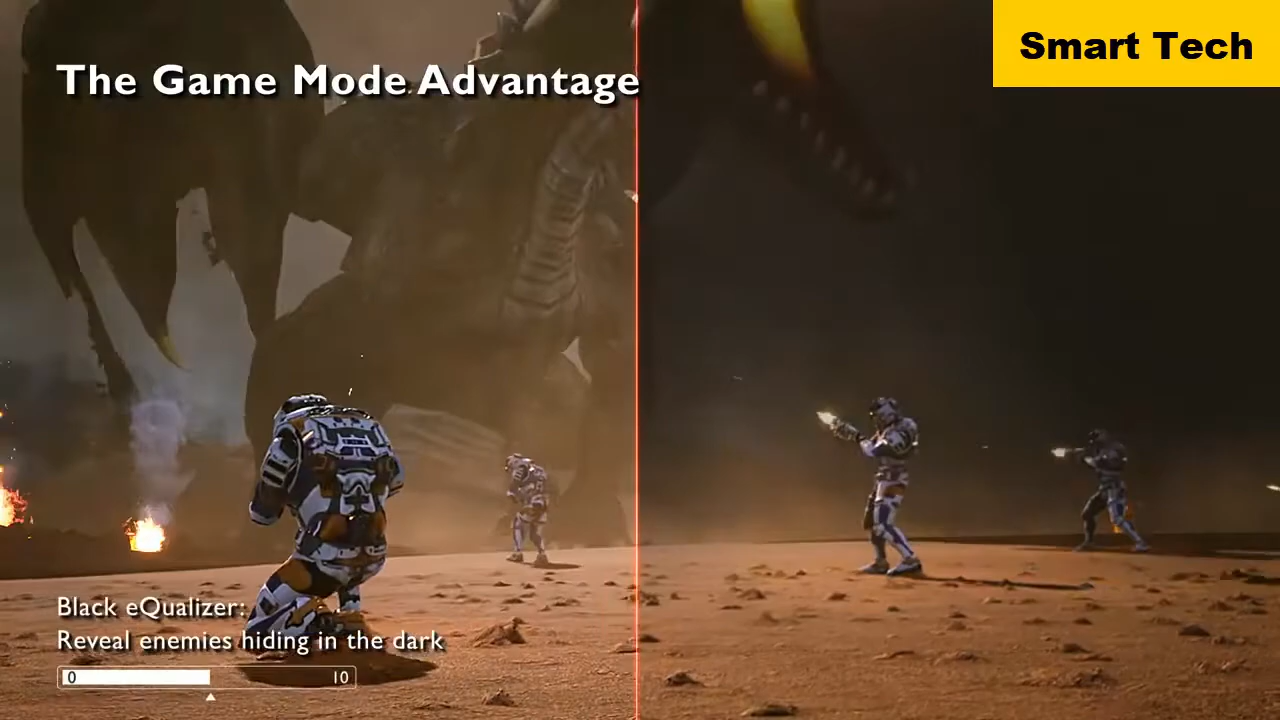 The Game Mode Advantage
Smart Tech
Black eQualizer:
Reveal enemies hiding in the dark
0 10